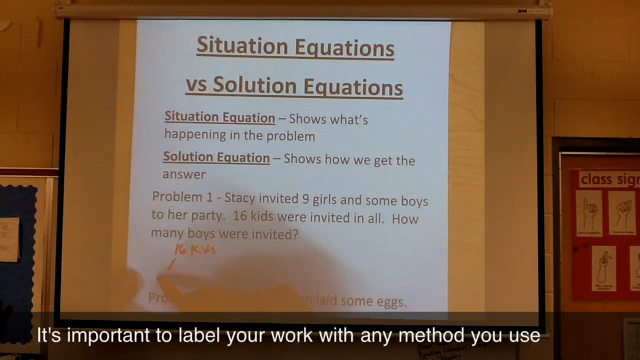 Situation Equations
vs Solution Equations
Situation Equation – Shows what's
happening in the problem
Solution Equation – Shows how we get the
answer
Problem 1 - Stacy invited 9 girls and some boys
to her party. 16 kids were invited in all. How
many boys were invited?
16 kids
laid some eggs.
class sign
It's important to label your work with any method you use